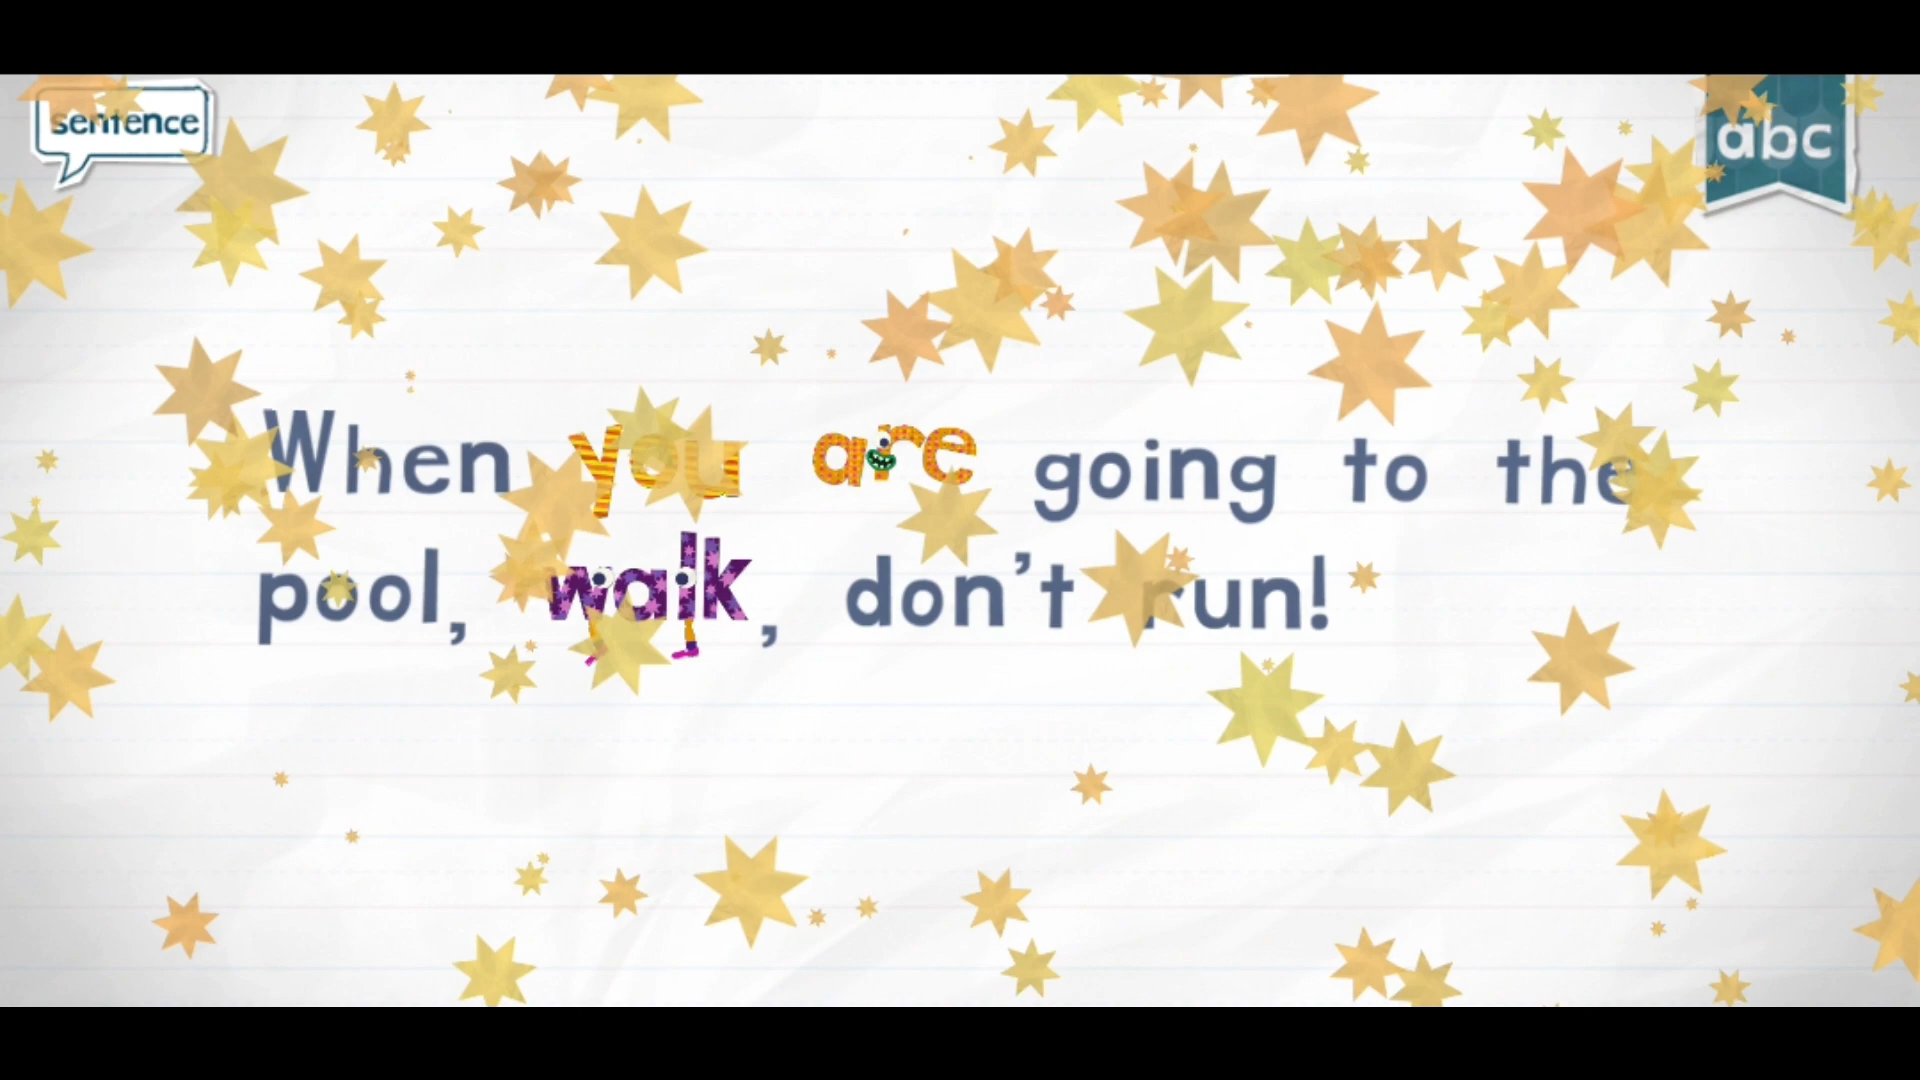 sentence
abc
When you are going to the
pool, walk, don't run!